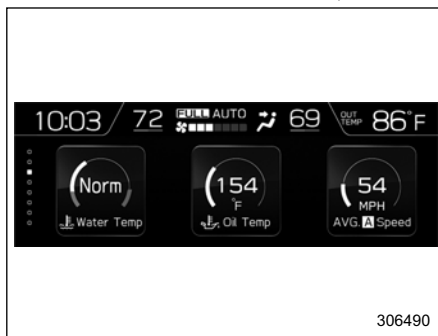 10:03 72 FULL AUTO 69 OUT TEMP 86°F
Norm
Water Temp
154
°F
Oil Temp
54
MPH
AVG. A Speed
306490